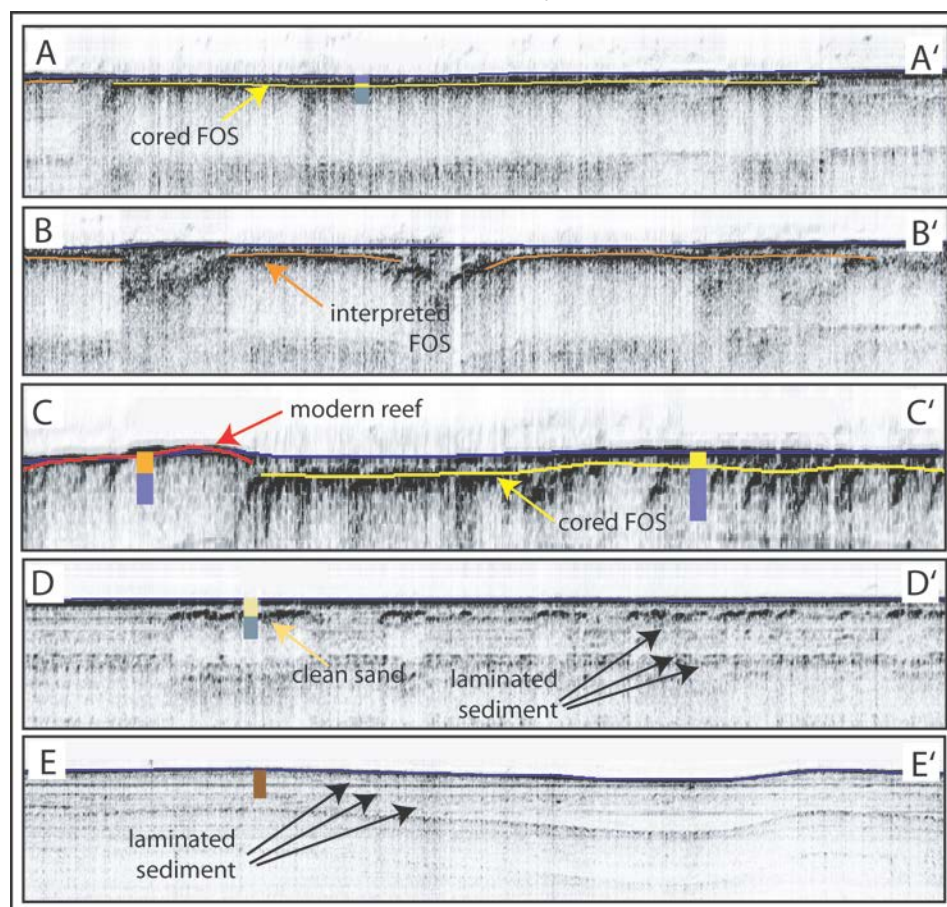 A
A'
cored FOS
B
B'
interpreted
FOS
C
C'
modern reef
cored FOS
D
D'
clean sand
laminated
sediment
E
E'
laminated
sediment